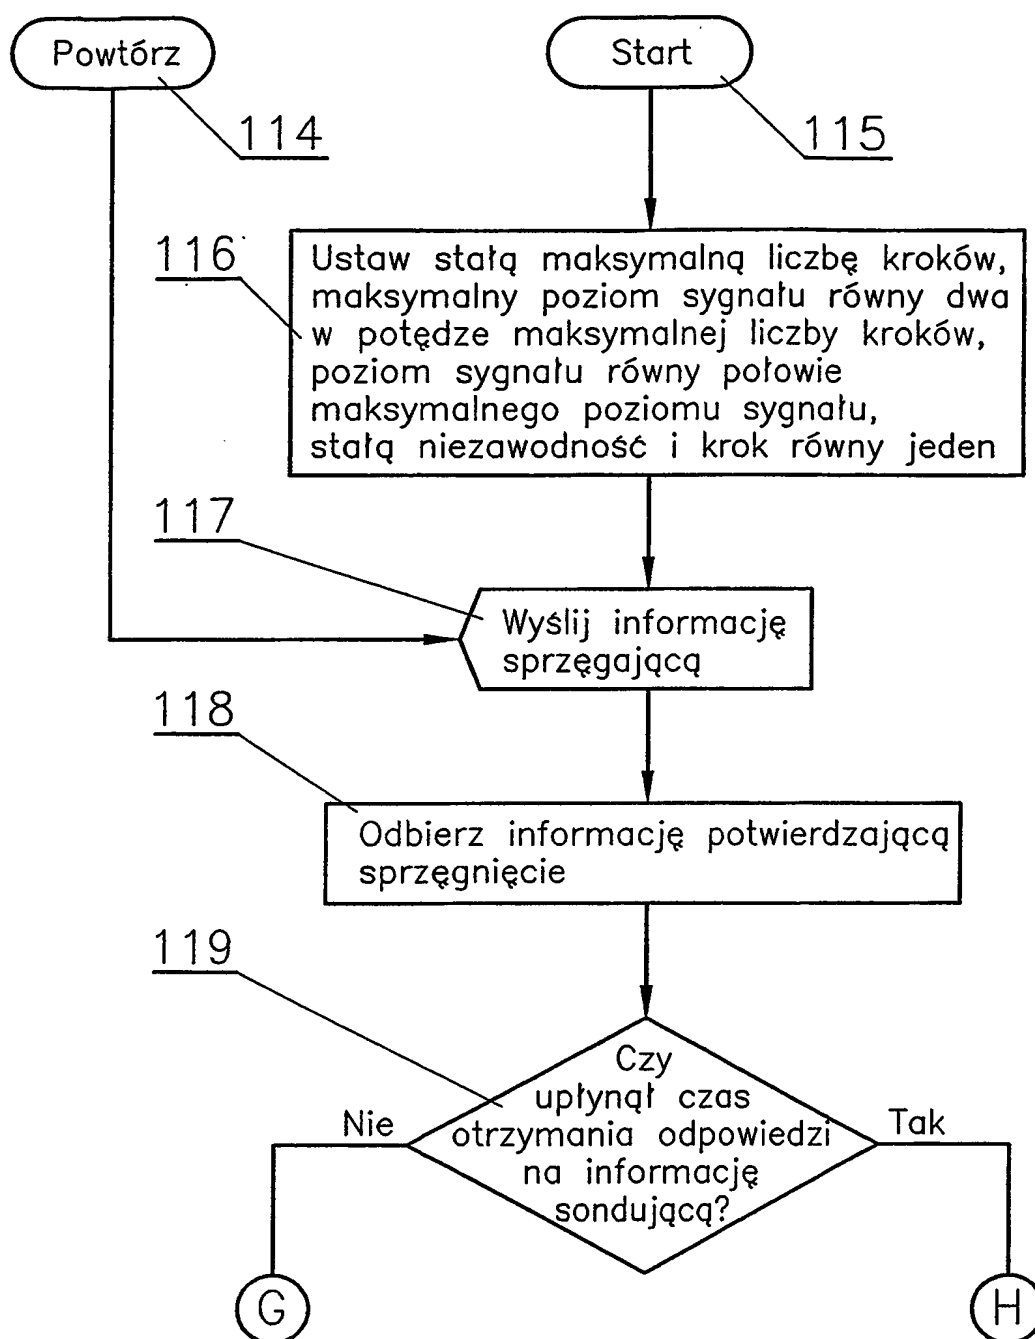 Powtórz
Start
114
115
116
Ustaw stałą maksymalną liczbę kroków,
maksymalny poziom sygnału równy dwa
w potędze maksymalnej liczby kroków,
poziom sygnału równy połowie
maksymalnego poziomu sygnału,
stałą niezawodność i krok równy jeden
117
Wyślij informację
sprzęgającą
118
Odbierz informację potwierdzającą
sprzęgnięcie
119
Czy
upłynął czas
otrzymania odpowiedzi
na informację
sondującą?
Nie
Tak
G
H